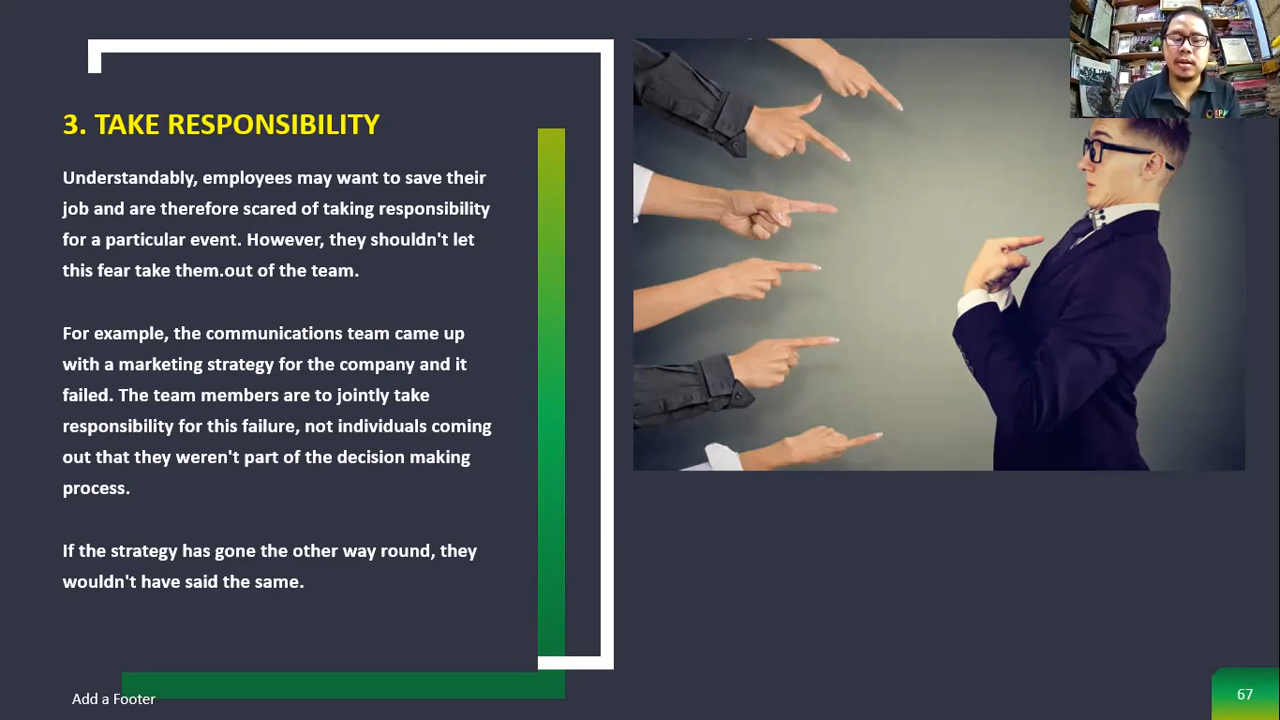 3. TAKE RESPONSIBILITY
Understandably, employees may want to save their
job and are therefore scared of taking responsibility
for a particular event. However, they shouldn't let
this fear take them.out of the team.
For example, the communications team came up
with a marketing strategy for the company and it
failed. The team members are to jointly take
responsibility for this failure, not individuals coming
out that they weren't part of the decision making
process.
If the strategy has gone the other way round, they
wouldn't have said the same.
Add a Footer
67